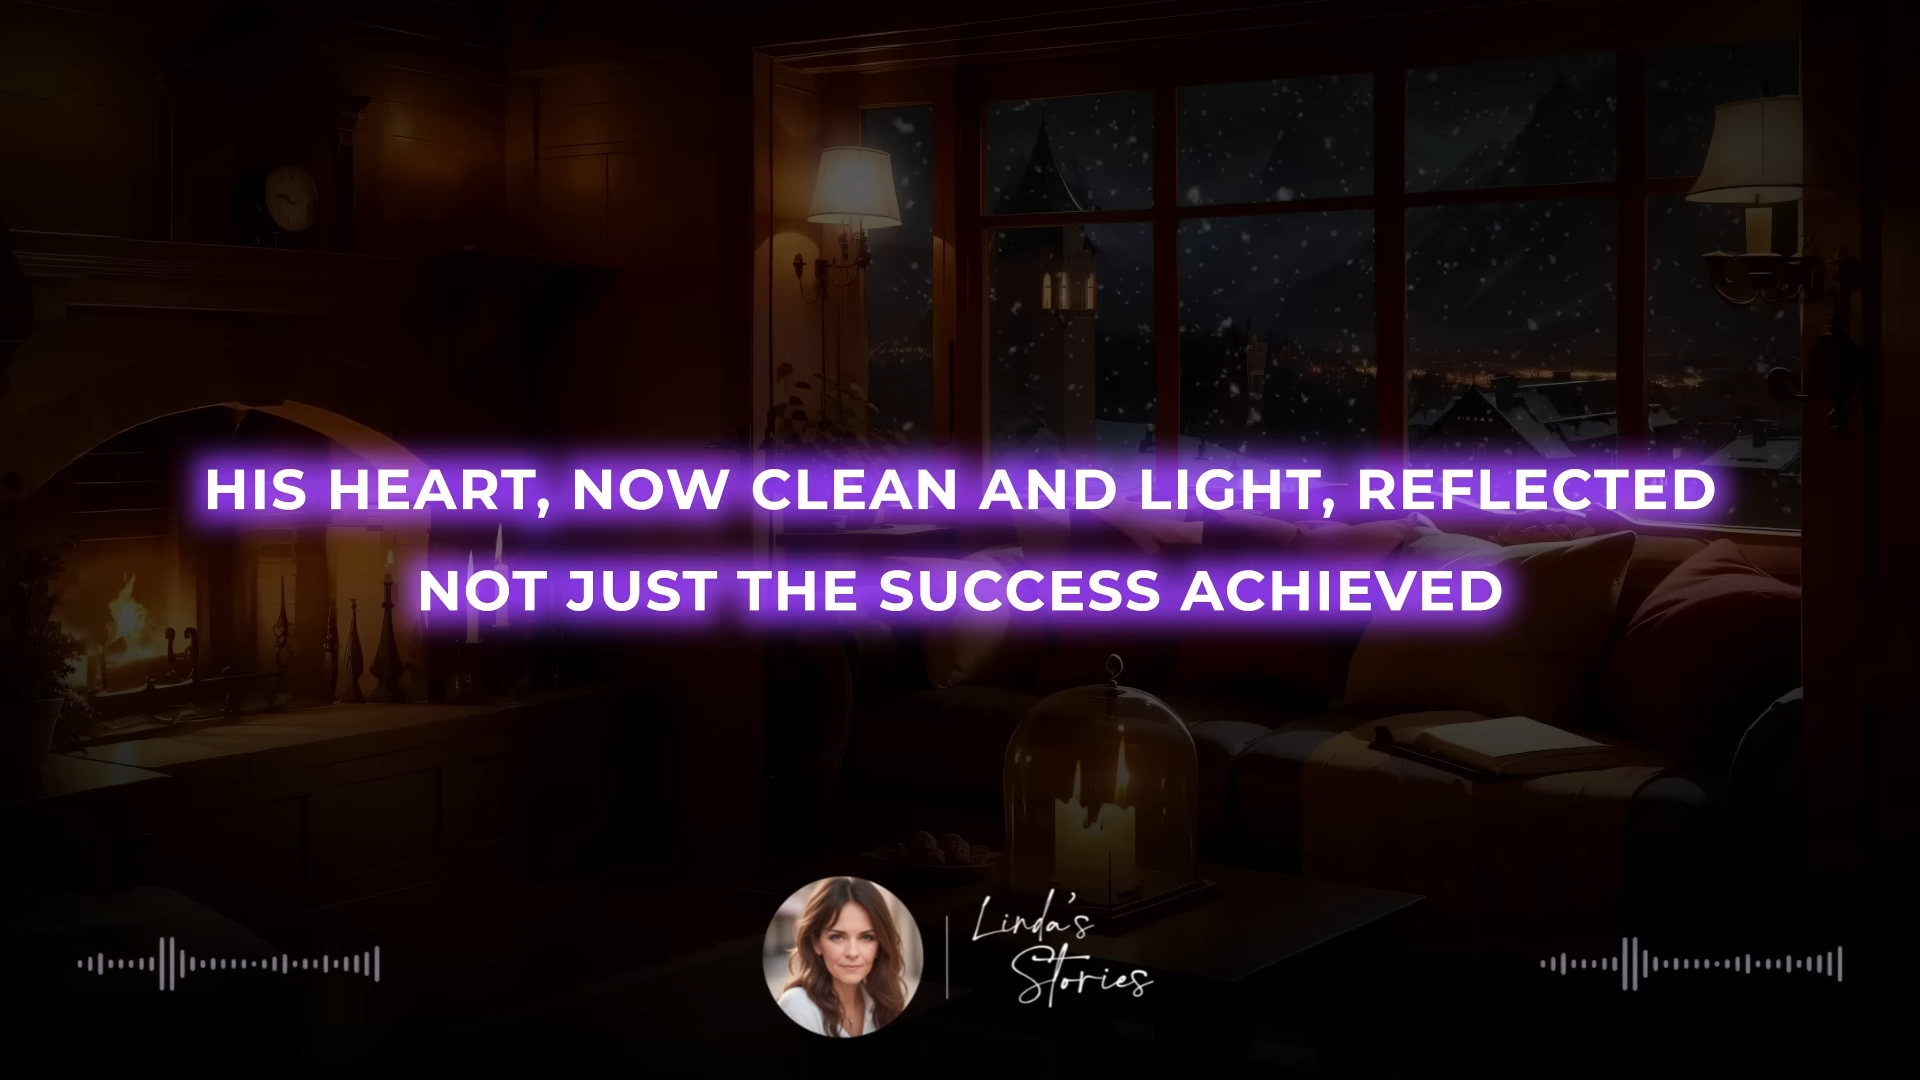 HIS HEART, NOW CLEAN AND LIGHT, REFLECTED
NOT JUST THE SUCCESS ACHIEVED
Linda's
Stories